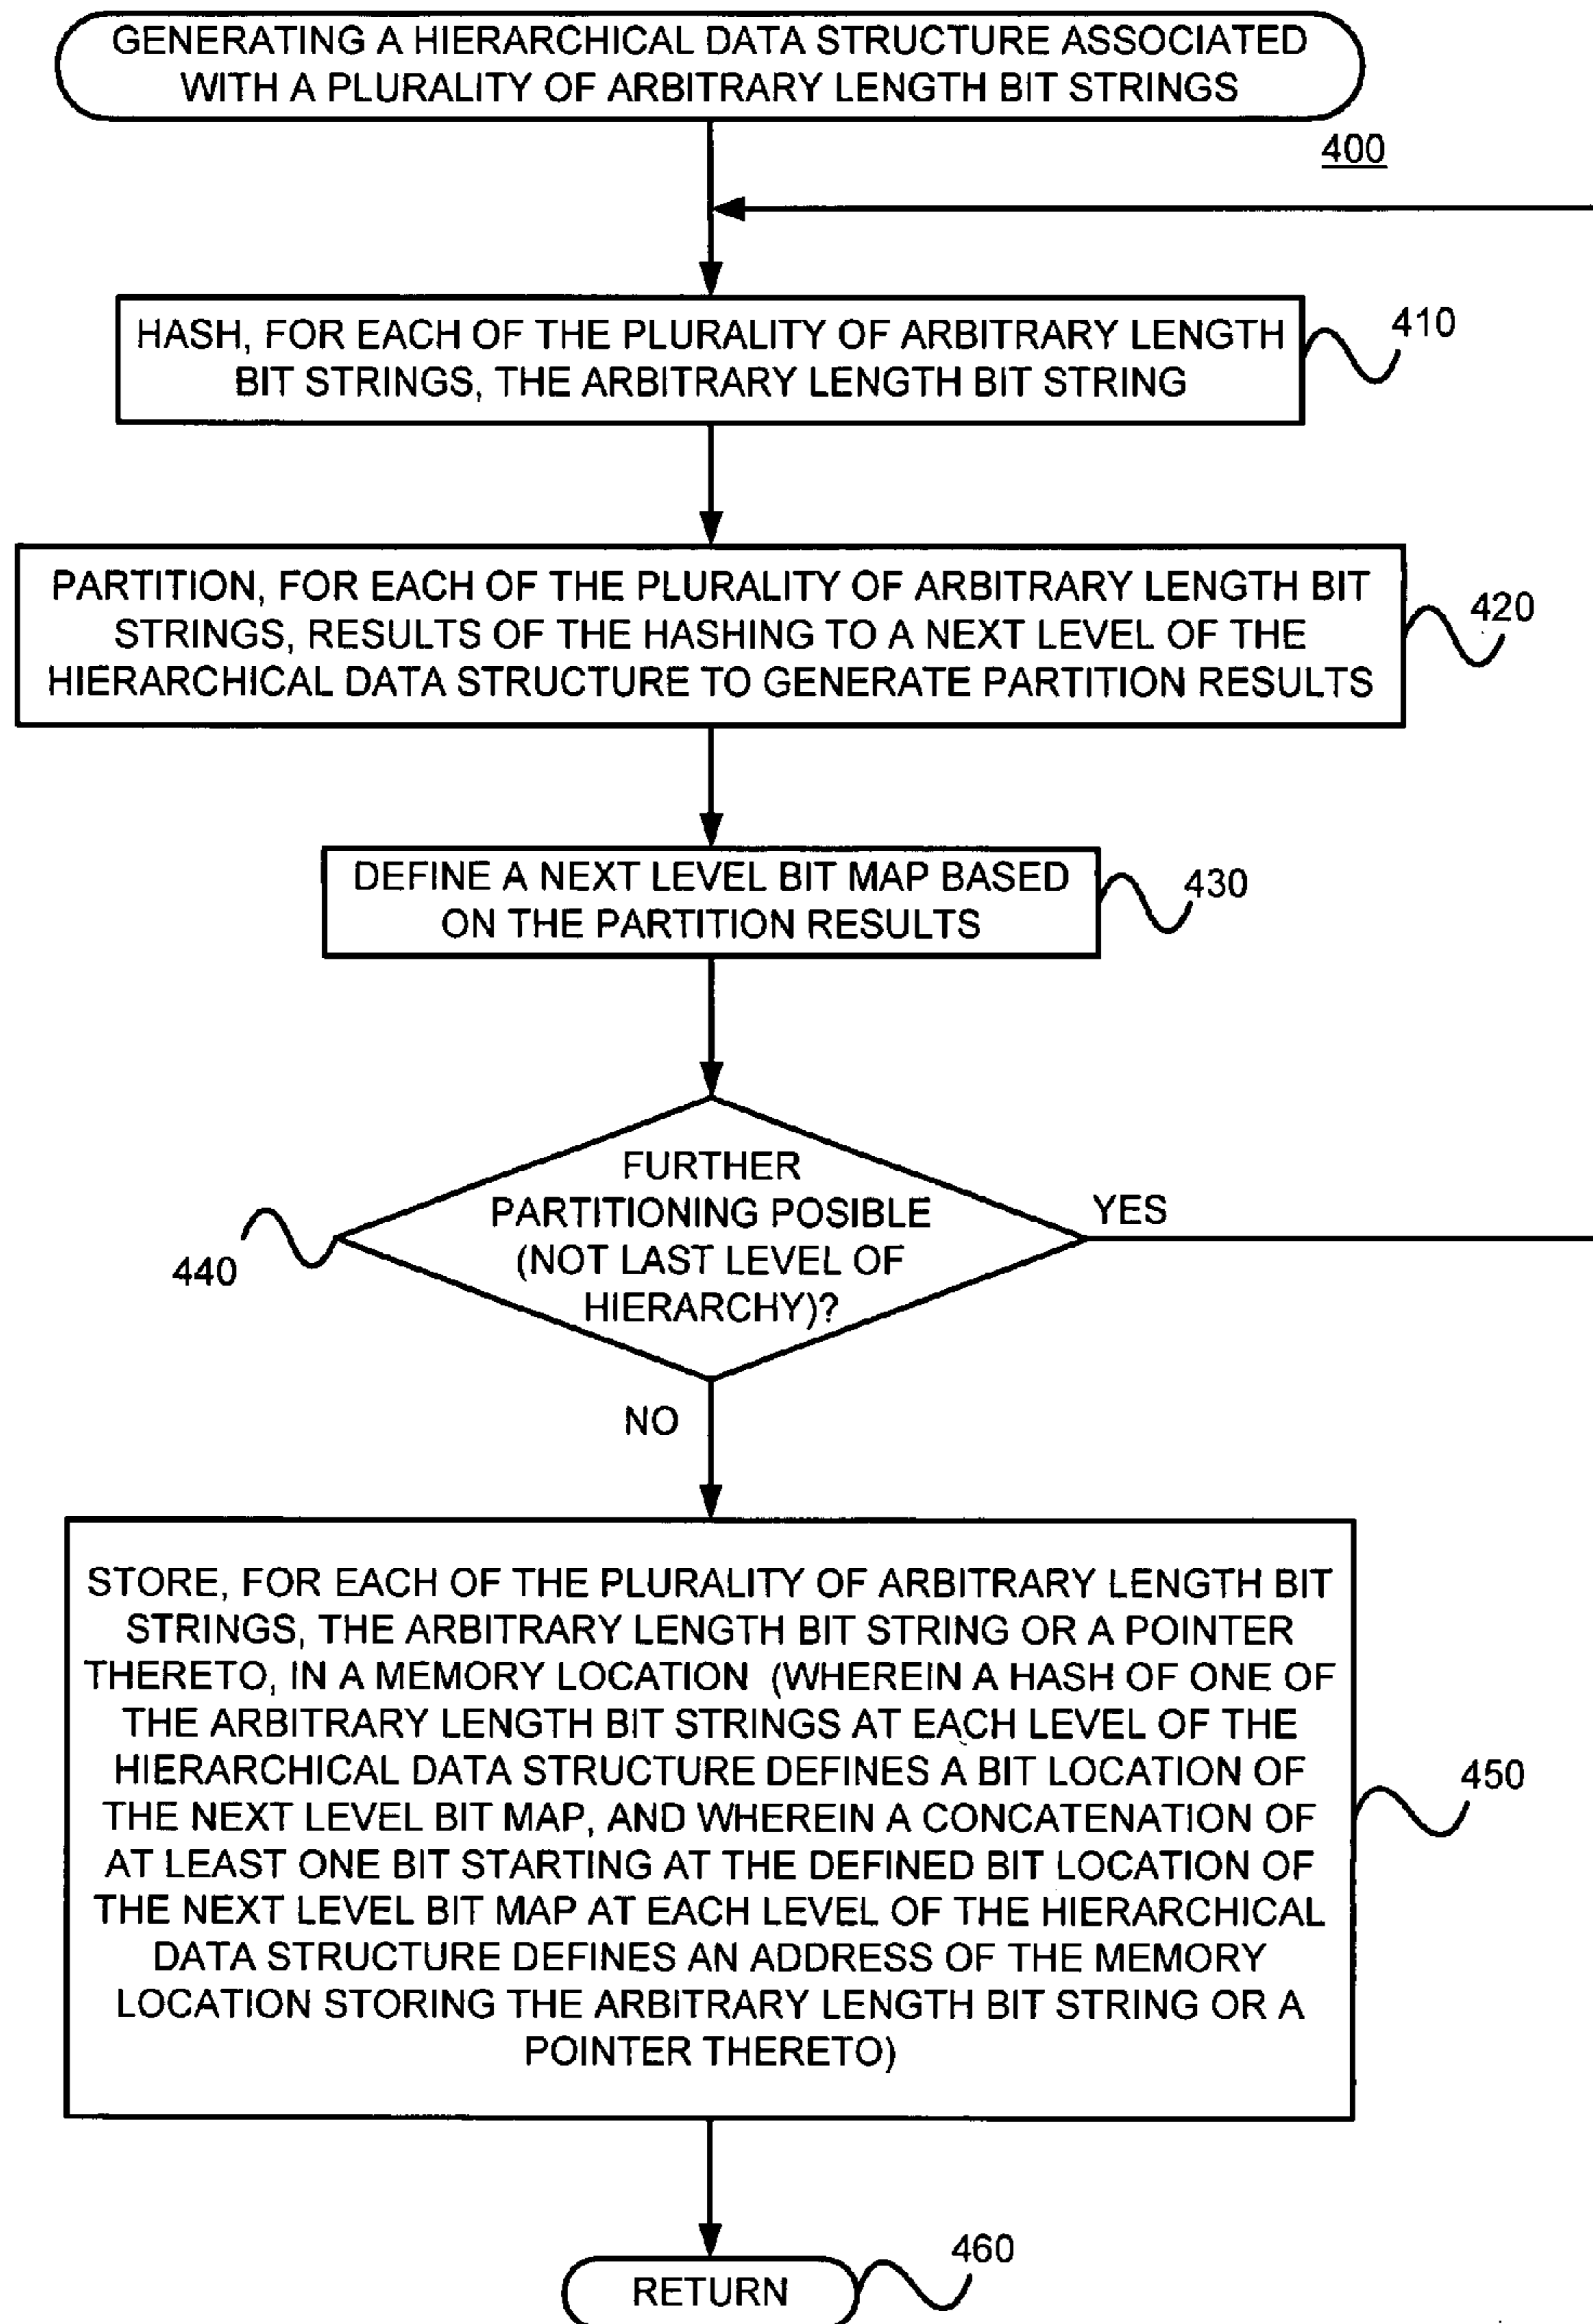 GENERATING A HIERARCHICAL DATA STRUCTURE ASSOCIATED
WITH A PLURALITY OF ARBITRARY LENGTH BIT STRINGS
400
HASH, FOR EACH OF THE PLURALITY OF ARBITRARY LENGTH
BIT STRINGS, THE ARBITRARY LENGTH BIT STRING
410
PARTITION, FOR EACH OF THE PLURALITY OF ARBITRARY LENGTH BIT
STRINGS, RESULTS OF THE HASHING TO A NEXT LEVEL OF THE
HIERARCHICAL DATA STRUCTURE TO GENERATE PARTITION RESULTS
420
DEFINE A NEXT LEVEL BIT MAP BASED
ON THE PARTITION RESULTS
430
FURTHER
PARTITIONING POSIBLE
(NOT LAST LEVEL OF
HIERARCHY)?
YES
440
NO
STORE, FOR EACH OF THE PLURALITY OF ARBITRARY LENGTH BIT
STRINGS, THE ARBITRARY LENGTH BIT STRING OR A POINTER
THERETO, IN A MEMORY LOCATION (WHEREIN A HASH OF ONE OF
THE ARBITRARY LENGTH BIT STRINGS AT EACH LEVEL OF THE
HIERARCHICAL DATA STRUCTURE DEFINES A BIT LOCATION OF
THE NEXT LEVEL BIT MAP, AND WHEREIN A CONCATENATION OF
AT LEAST ONE BIT STARTING AT THE DEFINED BIT LOCATION OF
THE NEXT LEVEL BIT MAP AT EACH LEVEL OF THE HIERARCHICAL
DATA STRUCTURE DEFINES AN ADDRESS OF THE MEMORY
LOCATION STORING THE ARBITRARY LENGTH BIT STRING OR A
POINTER THERETO)
450
RETURN
460